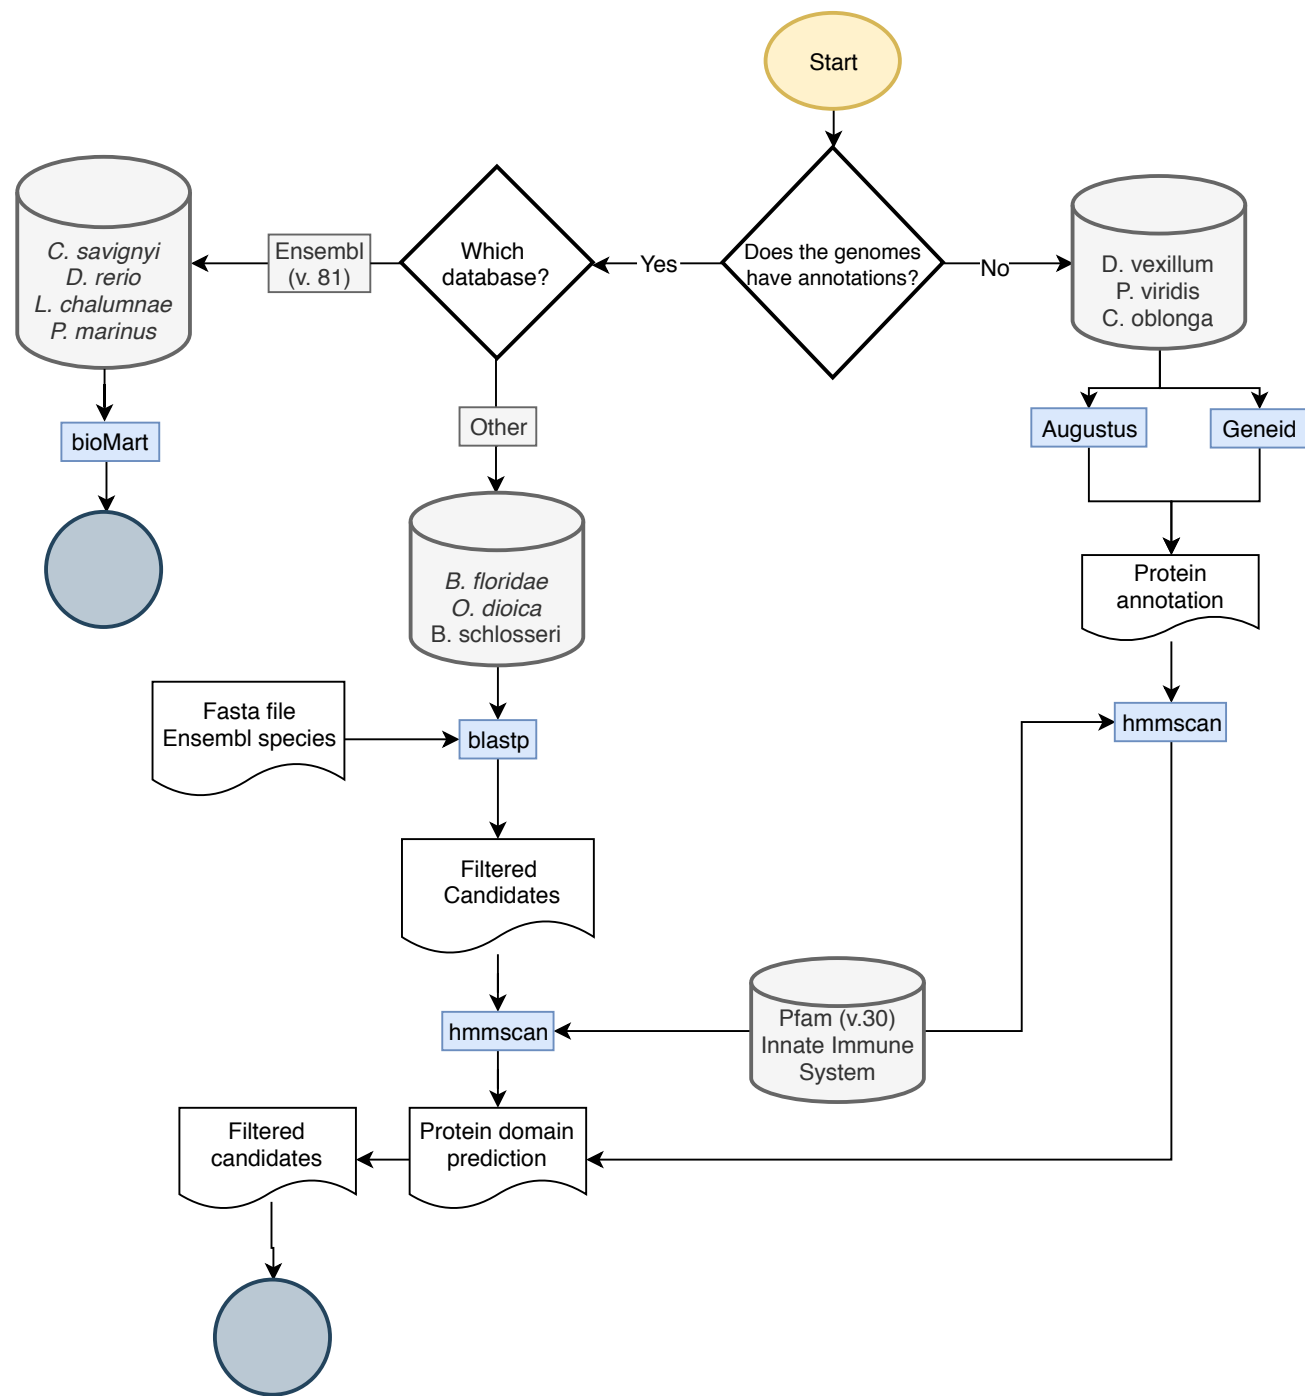 Start
Does the genomes
have annotations?
Yes
No
Which
database?
Ensembl
(v. 81)
C. savignyi
D. rerio
L. chalumnae
P. marinus
bioMart
Other
B. floridae
O. dioica
B. schlosseri
D. vexillum
P. viridis
C. oblonga
Augustus
Geneid
Protein
annotation
hmmscan
Fasta file
Ensembl species
blastp
Filtered
Candidates
hmmscan
Pfam (v.30)
Innate Immune
System
Protein domain
prediction
Filtered
candidates